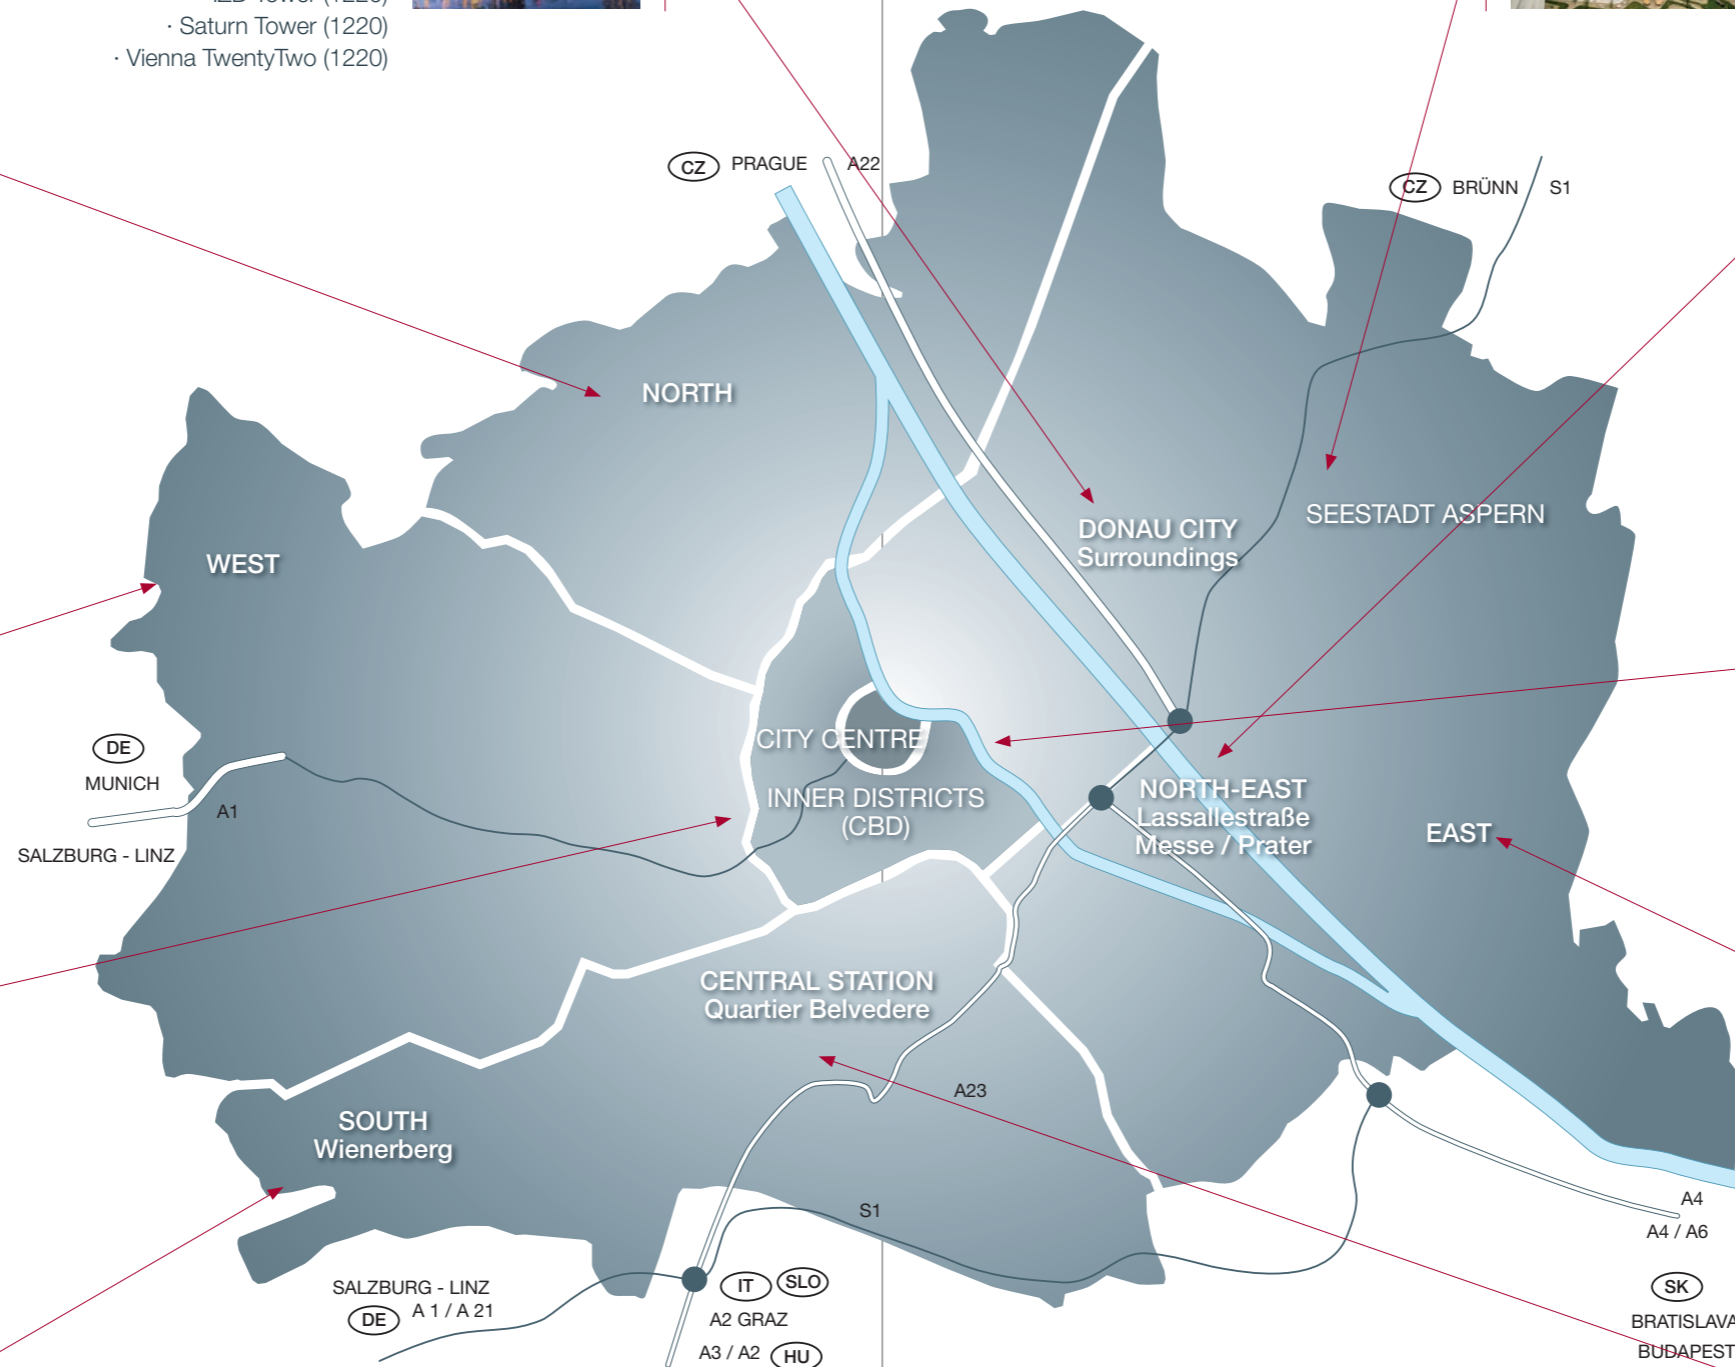 · Saturn Tower (1220)
· Vienna TwentyTwo (1220)
CZ PRAGUE A22
CZ BRÜNN S1
NORTH
SEESTADT ASPERN
DONAU CITY
Surroundings
WEST
CITY CENTRE
DE
MUNICH
A1
SALZBURG - LINZ
INNER DISTRICTS
(CBD)
NORTH-EAST
Lassallestraße
Messe / Prater
EAST
CENTRAL STATION
Quartier Belvedere
A23
SOUTH
Wienerberg
S1
A4
A4 / A6
SALZBURG - LINZ
DE A 1 / A 21
IT SLO
A2 GRAZ
A3 / A2 HU
SK
BRATISLAVA
BUDAPEST